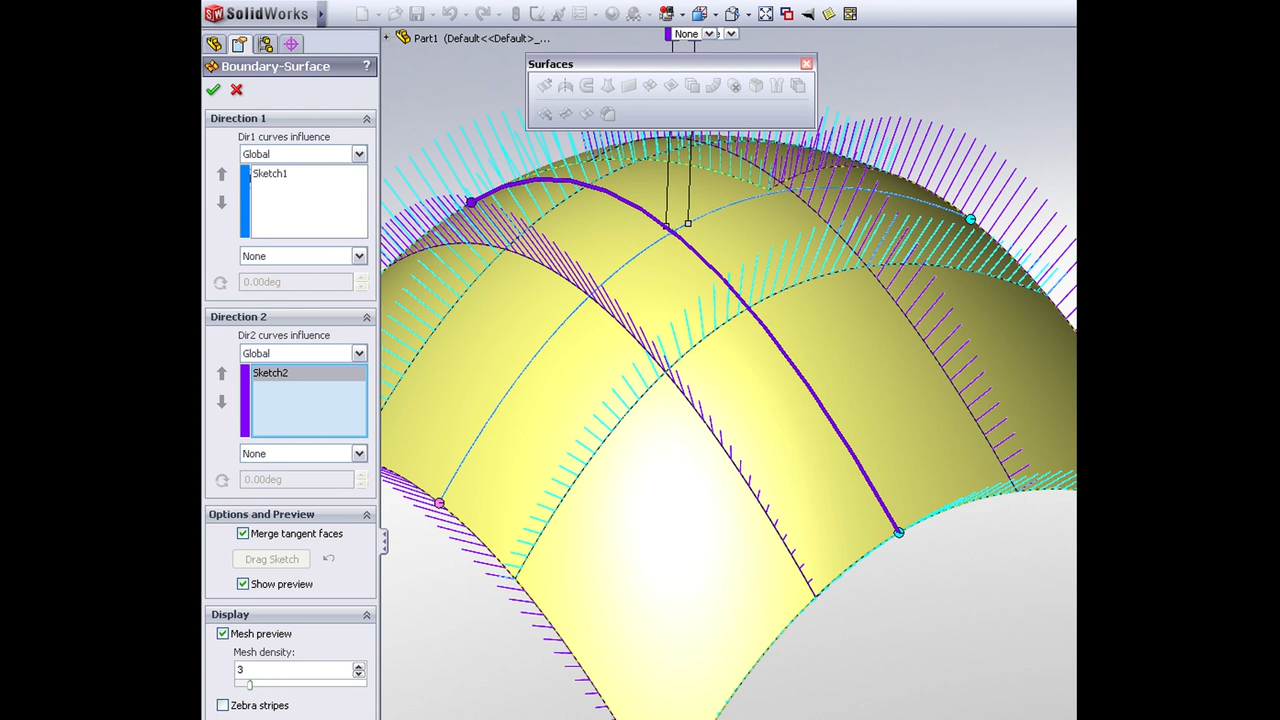 SolidWorks
Part1 (Default<<Default>_...
None
Surfaces
Boundary-Surface ?
Direction 1
Dir1 curves influence
Global
Sketch1
None
0.00deg
Direction 2
Dir2 curves influence
Global
Sketch2
None
0.00deg
Options and Preview
Merge tangent faces
Drag Sketch
Show preview
Display
Mesh preview
Mesh density:
3
Zebra stripes